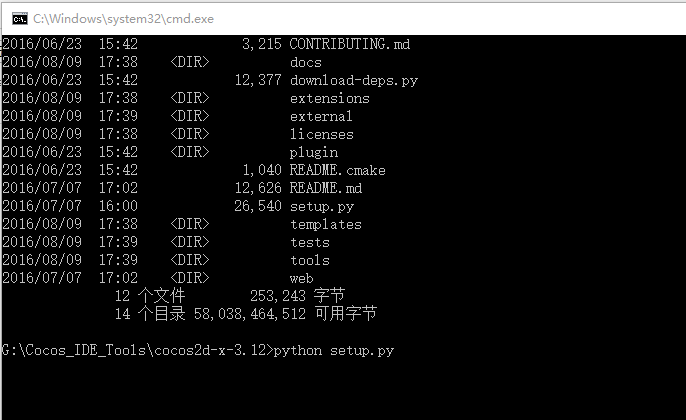 C:\Windows\system32\cmd.exe
2016/06/23  15:42             3,215 CONTRIBUTING.md
2016/08/09  17:38    <DIR>          docs
2016/06/23  15:42            12,377 download-deps.py
2016/08/09  17:38    <DIR>          extensions
2016/08/09  17:39    <DIR>          external
2016/08/09  17:38    <DIR>          licenses
2016/06/23  15:42    <DIR>          plugin
2016/06/23  15:42             1,040 README.cmake
2016/07/07  17:02            12,626 README.md
2016/07/07  16:00            26,540 setup.py
2016/08/09  17:38    <DIR>          templates
2016/08/09  17:39    <DIR>          tests
2016/08/09  17:39    <DIR>          tools
2016/07/07  17:02    <DIR>          web
12 个文件        253,243 字节
14 个目录 58,038,464,512 可用字节
G:\Cocos_IDE_Tools\cocos2d-x-3.12>python setup.py